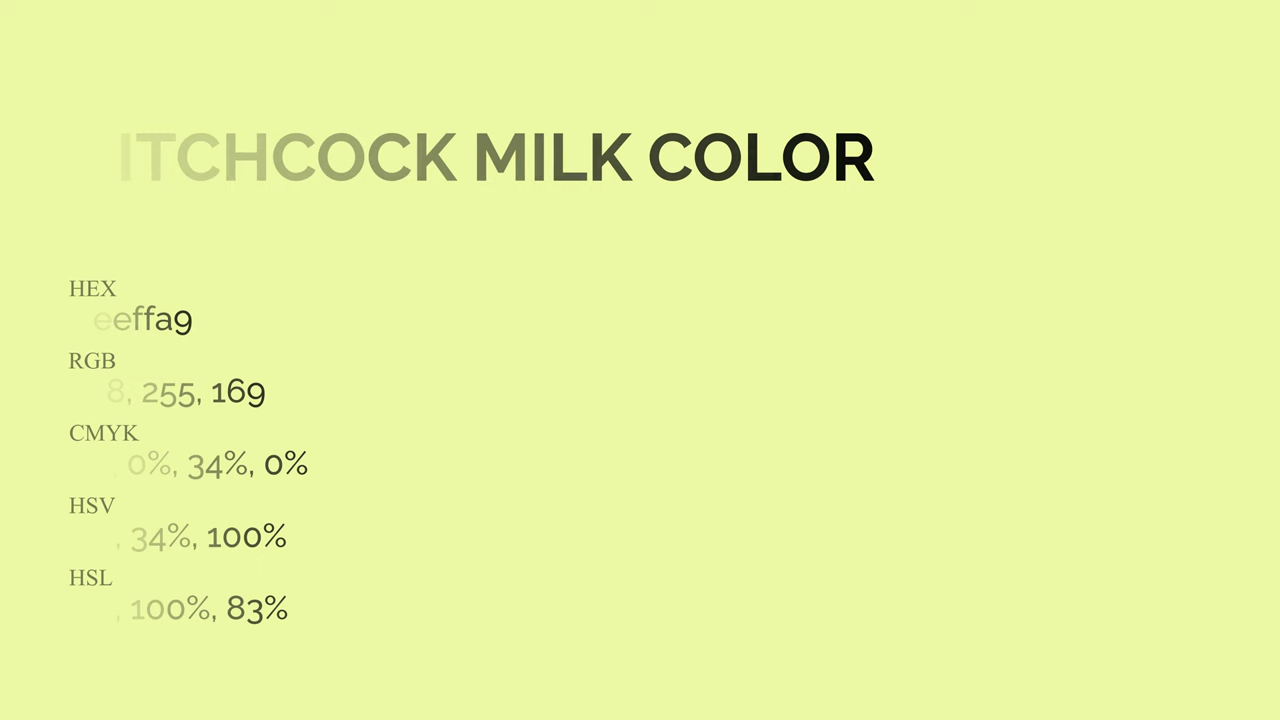 ITCHCOCK MILK COLOR
HEX
eeffa9
RGB
8, 255, 169
CMYK
, 0%, 34%, 0%
HSV
, 34%, 100%
HSL
, 100%, 83%